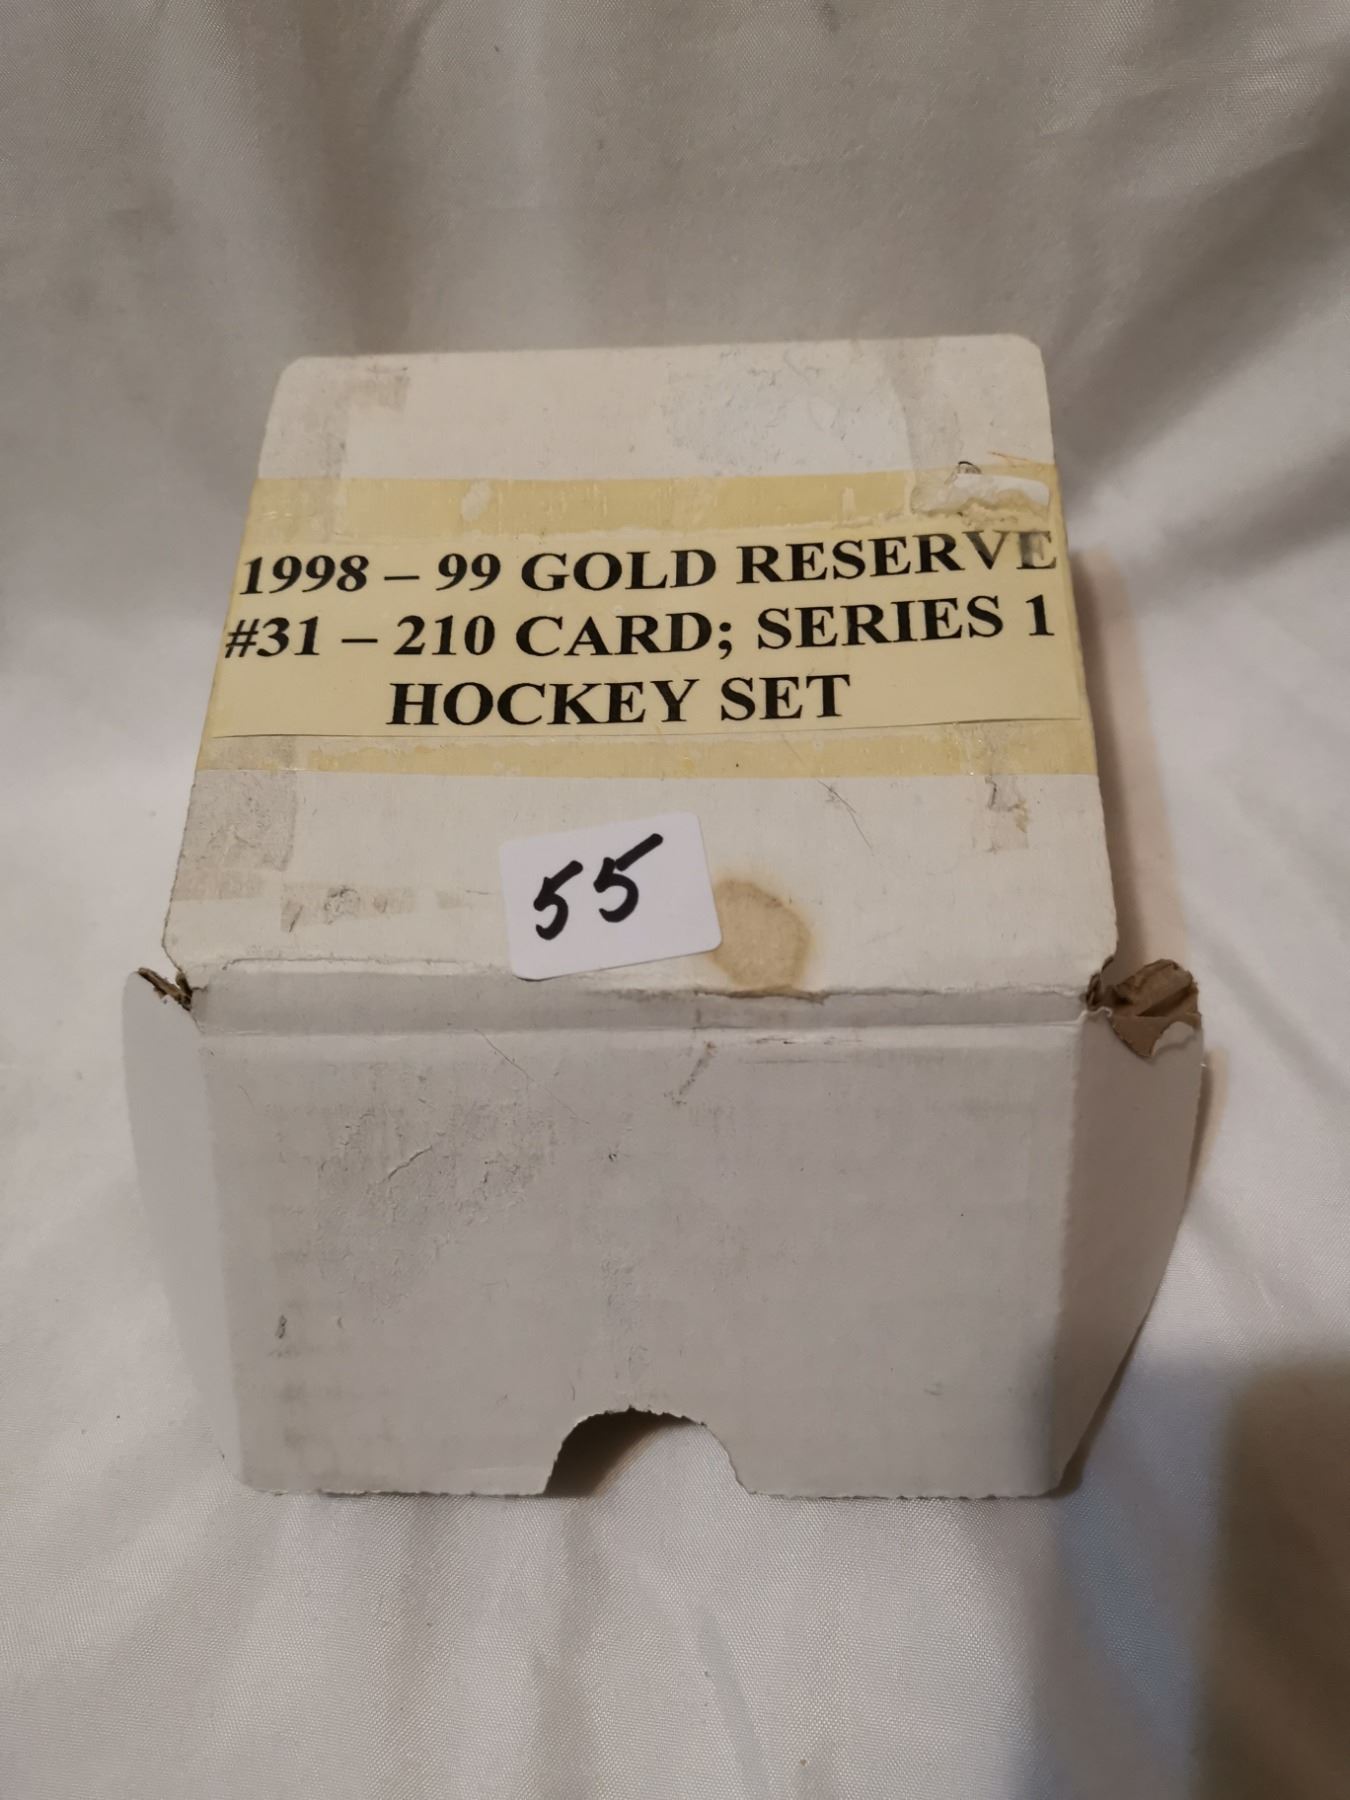 1998 – 99 GOLD RESERVE
#31 – 210 CARD; SERIES 1
HOCKEY SET
55